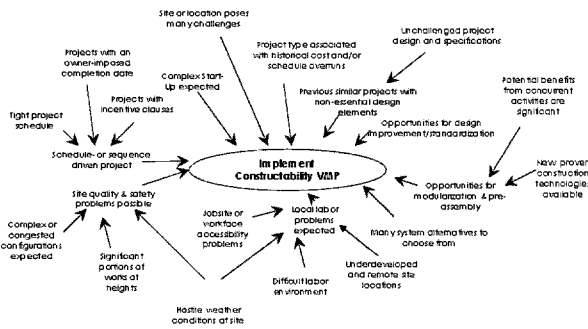 Site or location poses
many challenges
Unchallenged project
design and specifications
Projects with an
owner-imposed
completion date
Project type associated
with historical cost and/or
schedule overruns
Complex Start-
Up expected
Potential benefits
from concurrent
activities are
significant
Projects with
incentive clauses
Previous similar projects with
non-essential design
elements
Tight project
schedule
Opportunities for design
improvement/standardization
Schedule- or sequence
driven project
Implement
Constructability VMP
New proven
construction
technologies
available
Site quality & safety
problems possible
Opportunities for
modularization & pre-
assembly
Complex or
congested
configurations
expected
Jobsite or
workface
accessibility
problems
Local labor
problems
expected
Many system alternatives to
choose from
Significant
portions of
works at
heights
Difficult labor
environment
Underdeveloped
and remote site
locations
Hostile weather
conditions at site